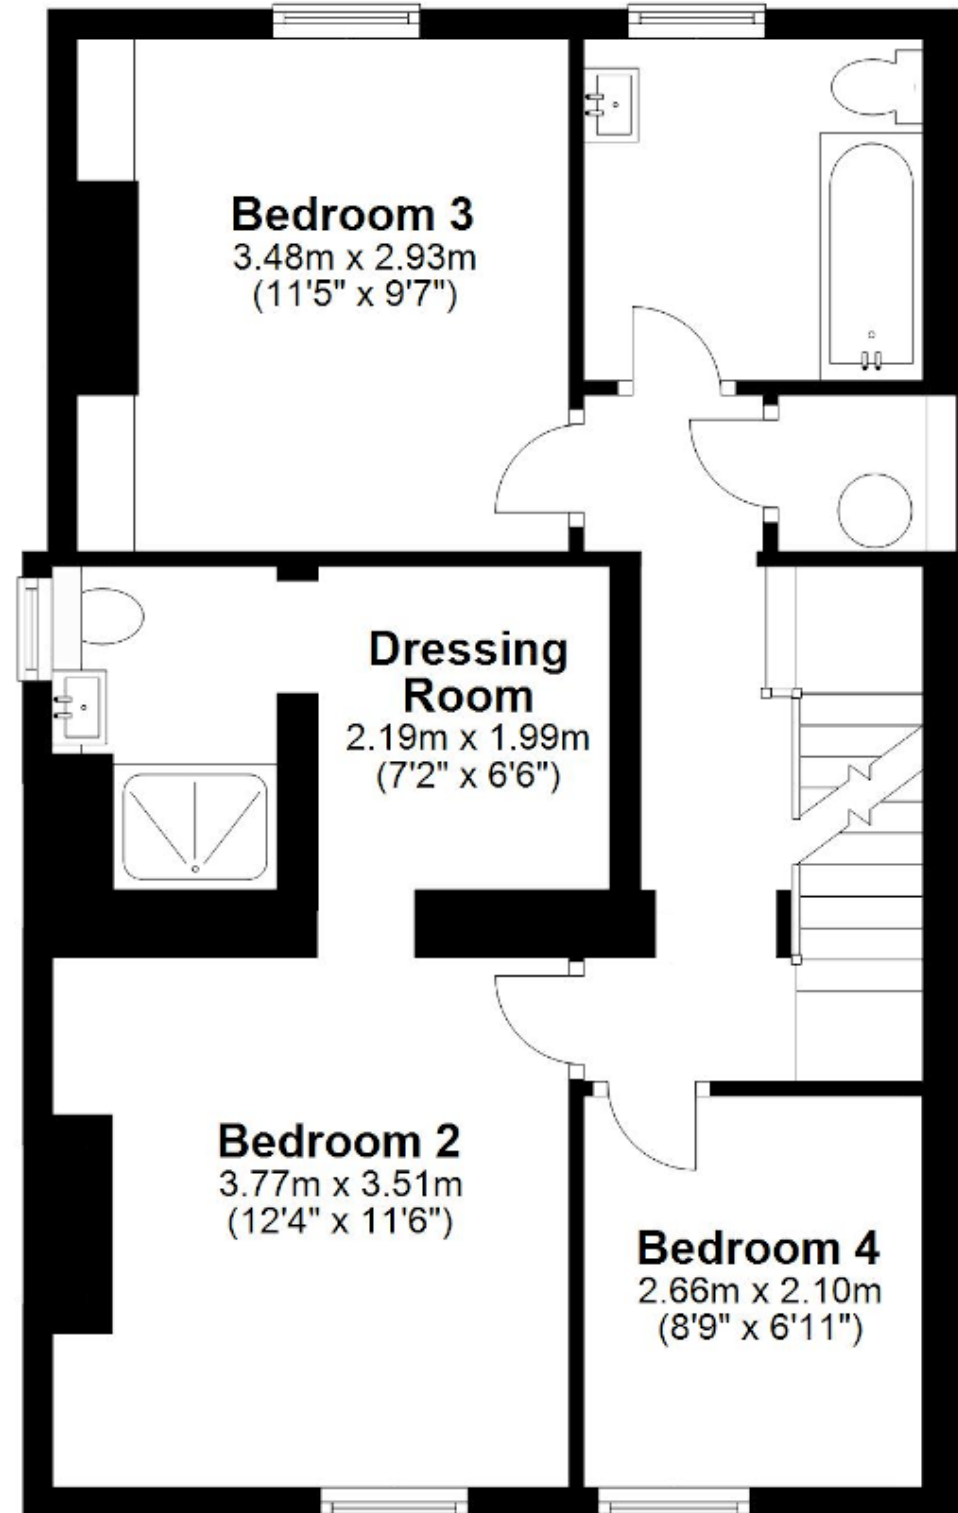 Bedroom 3
3.48m x 2.93m
(11'5" x 9'7")
Dressing
Room
2.19m x 1.99m
(7'2" x 6'6")
Bedroom 2
3.77m x 3.51m
(12'4" x 11'6")
Bedroom 4
2.66m x 2.10m
(8'9" x 6'11")